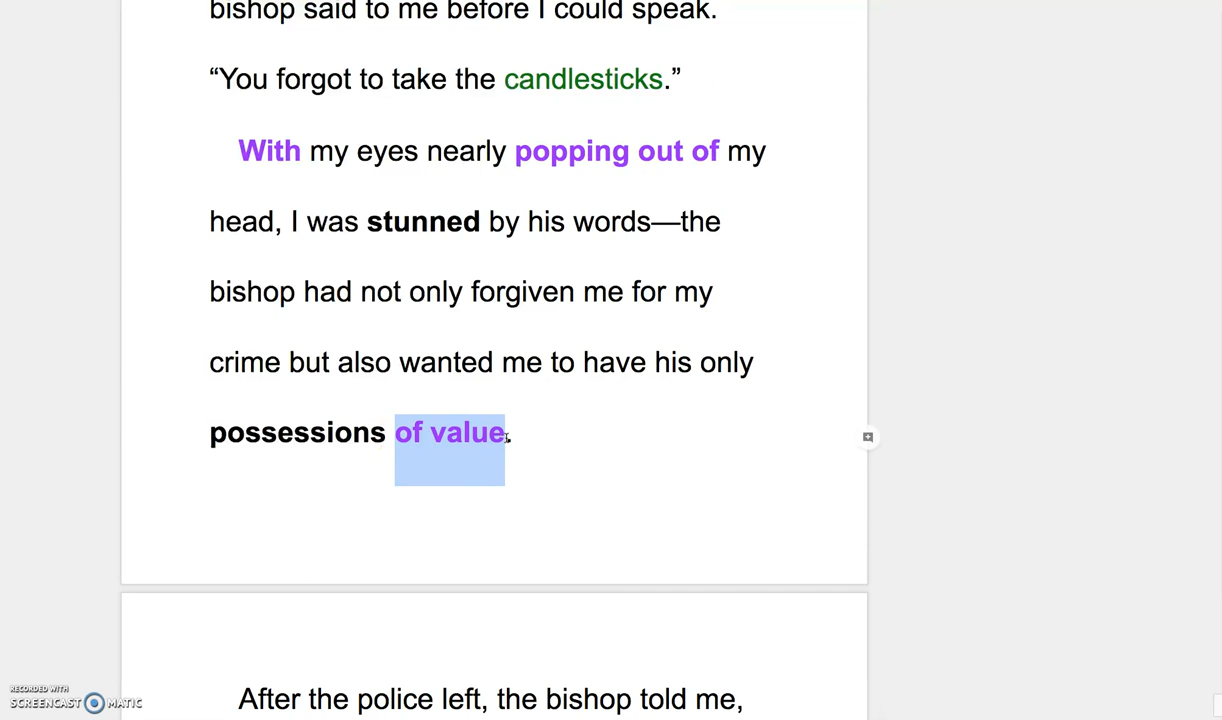 bishop said to me before I could speak.
“You forgot to take the candlesticks.”
With my eyes nearly popping out of my
head, I was stunned by his words—the
bishop had not only forgiven me for my
crime but also wanted me to have his only
possessions of value.
After the police left, the bishop told me,
RECORDED WITH
SCREENCAST MATIC